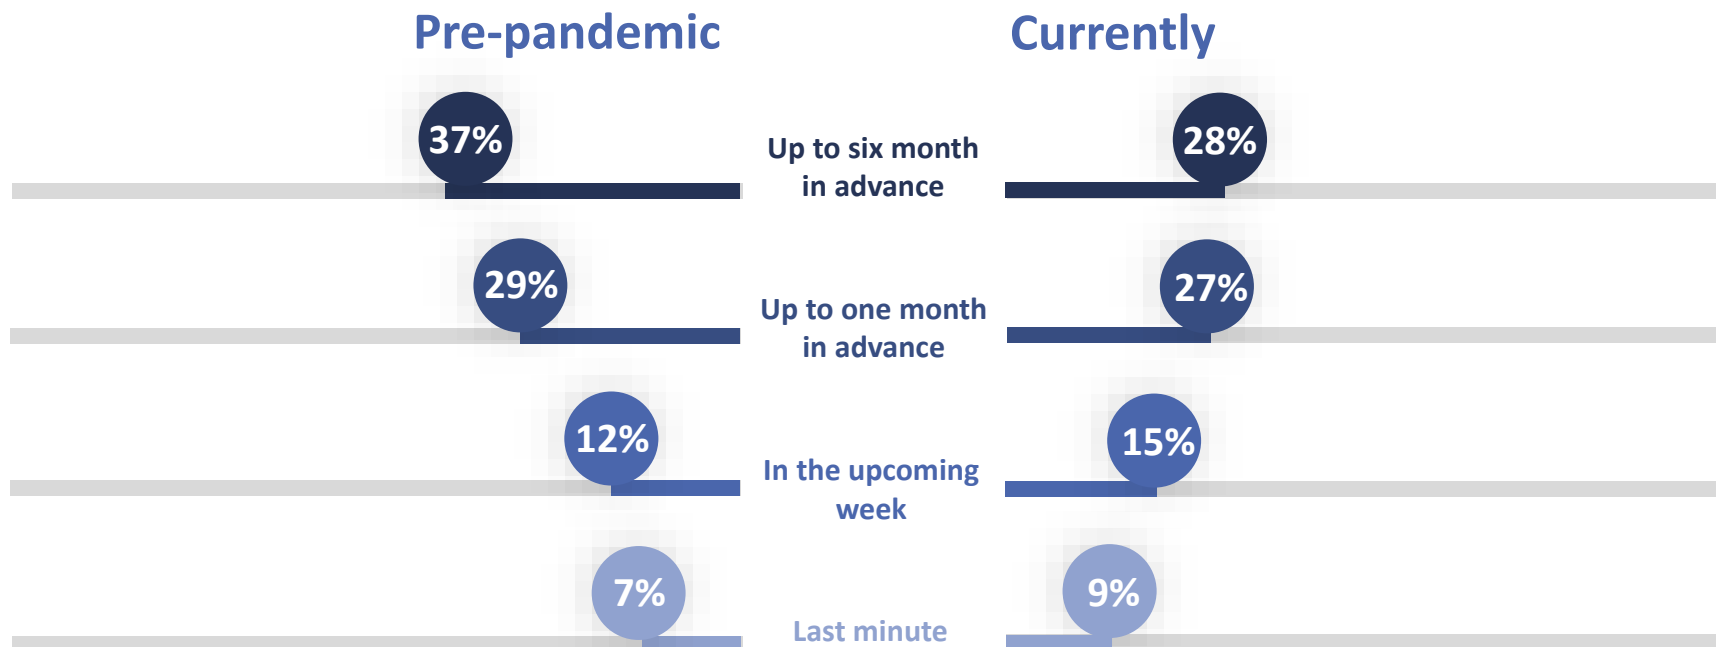 Pre-pandemic Currently
37% 28%
Up to six month
in advance
29% 27%
Up to one month
in advance
12% 15%
In the upcoming
week
7% 9%
Last minute